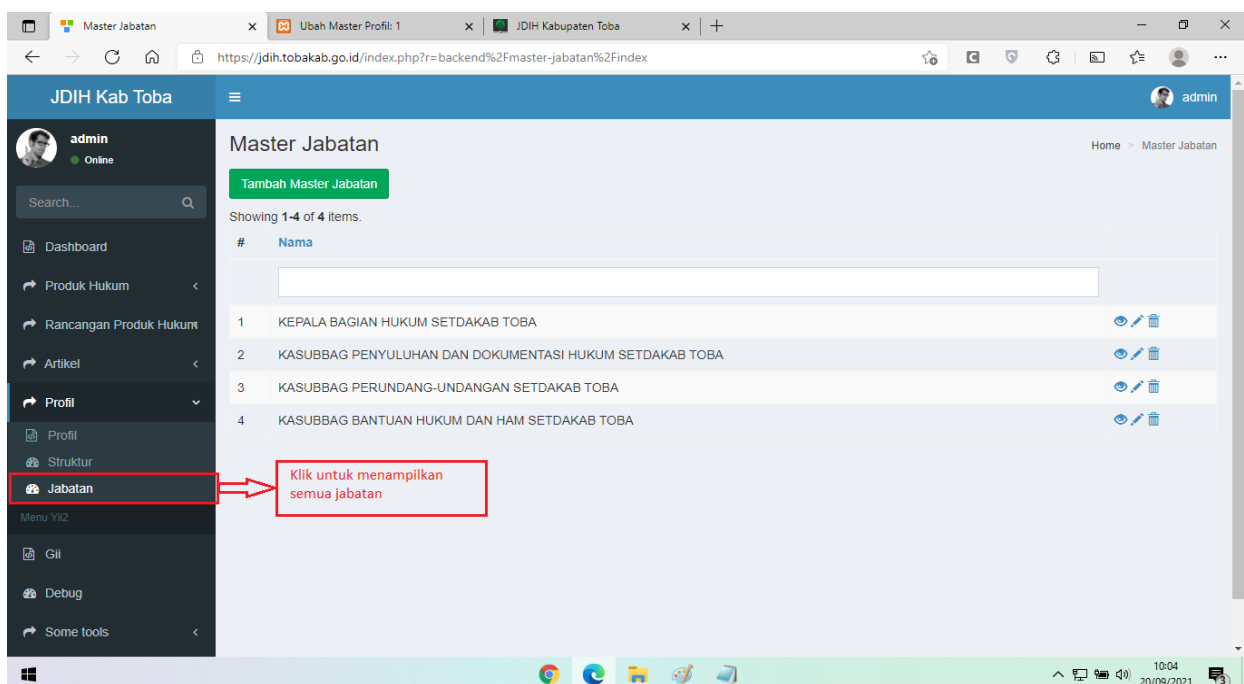 Master Jabatan
Ubah Master Profil: 1
JDIH Kabupaten Toba
https://jdih.tobakab.go.id/index.php?r=backend%2Fmaster-jabatan%2Findex
JDIH Kab Toba
admin
admin
Online
Master Jabatan
Home > Master Jabatan
Tambah Master Jabatan
Search...
Showing 1-4 of 4 items.
# Nama
Dashboard
Produk Hukum
Rancangan Produk Hukum
Artikel
Profil
Profil
Struktur
Jabatan
Menu Yii2
Gii
Debug
Some tools
1 KEPALA BAGIAN HUKUM SETDAKAB TOBA
2 KASUBBAG PENYULUHAN DAN DOKUMENTASI HUKUM SETDAKAB TOBA
3 KASUBBAG PERUNDANG-UNDANGAN SETDAKAB TOBA
4 KASUBBAG BANTUAN HUKUM DAN HAM SETDAKAB TOBA
Klik untuk menampilkan
semua jabatan
10:04
20/09/2021